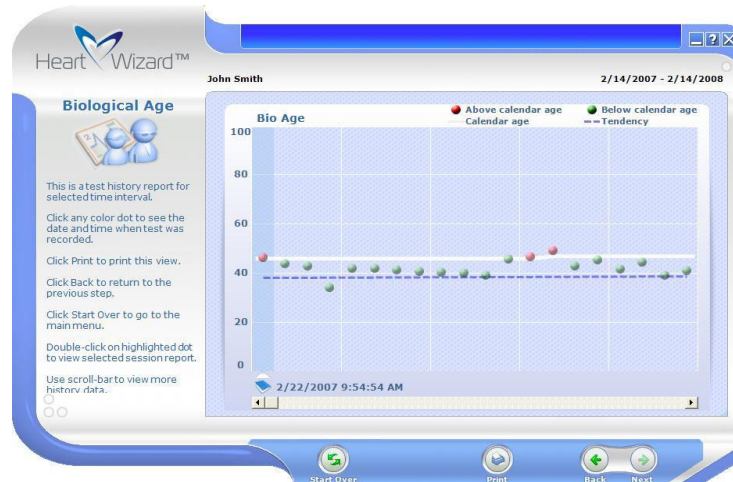 Heart Wizard™
John Smith
2/14/2007 - 2/14/2008
Biological Age
This is a test history report for
selected time interval.
Click any color dot to see the
date and time when test was
recorded.
Click Print to print this view.
Click Back to return to the
previous step.
Click Start Over to go to the
main menu.
Double-click on highlighted dot
to view selected session report.
Use scroll-bar to view more
history data.
Bio Age
Above calendar age
Below calendar age
Calendar age
Tendency
100
80
60
40
20
0
2/22/2007 9:54:54 AM
Start Over
Print
Back
Next